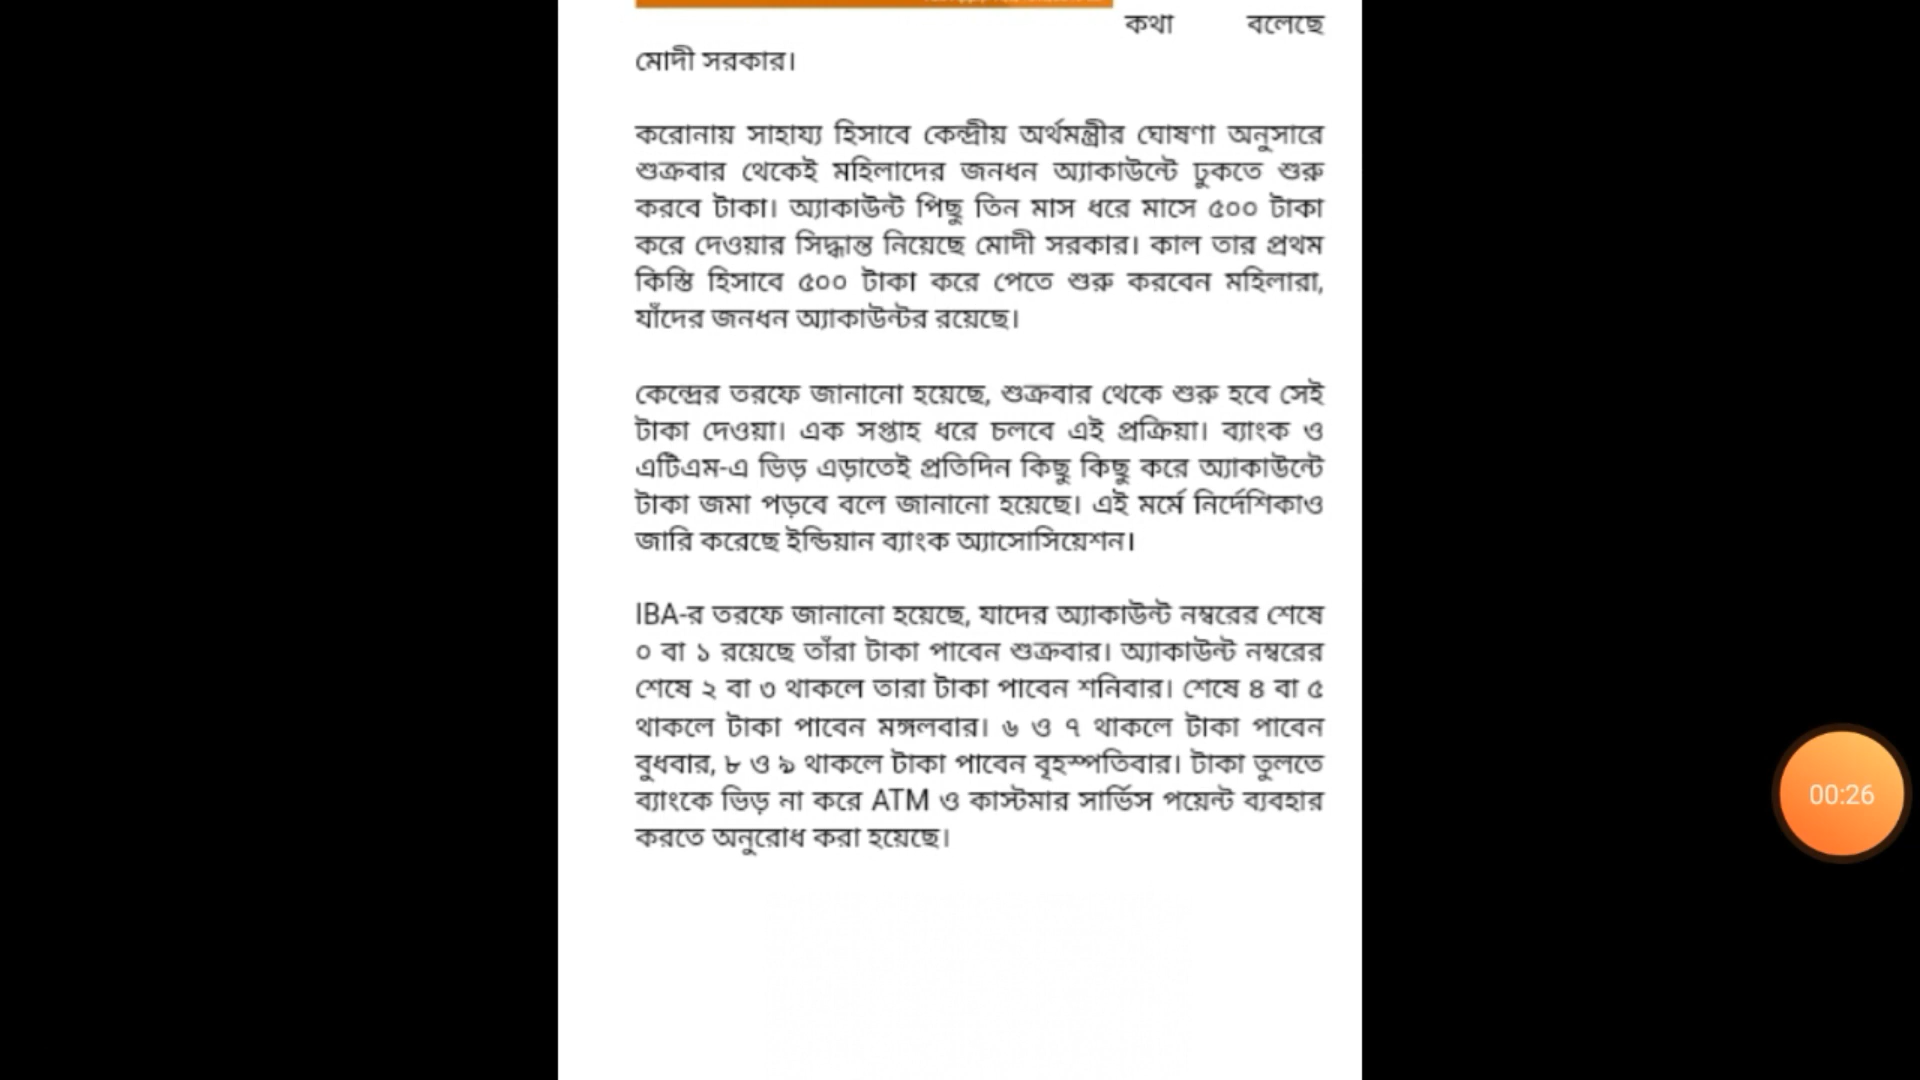 কথা বলেছে
মোদী সরকার।
করোনায় সাহায্য হিসাবে কেন্দ্রীয় অর্থমন্ত্রীর ঘোষণা অনুসারে
শুক্রবার থেকেই মহিলাদের জনধন অ্যাকাউন্টে ঢুকতে শুরু
করবে টাকা। অ্যাকাউন্ট পিছু তিন মাস ধরে মাসে ৫০০ টাকা
করে দেওয়ার সিদ্ধান্ত নিয়েছে মোদী সরকার। কাল তার প্রথম
কিস্তি হিসাবে ৫০০ টাকা করে পেতে শুরু করবেন মহিলারা,
যাঁদের জনধন অ্যাকাউন্টর রয়েছে।
কেন্দ্রের তরফে জানানো হয়েছে, শুক্রবার থেকে শুরু হবে সেই
টাকা দেওয়া। এক সপ্তাহ ধরে চলবে এই প্রক্রিয়া। ব্যাংক ও
এটিএম-এ ভিড় এড়াতেই প্রতিদিন কিছু কিছু করে অ্যাকাউন্টে
টাকা জমা পড়বে বলে জানানো হয়েছে। এই মর্মে নির্দেশিকাও
জারি করেছে ইন্ডিয়ান ব্যাংক অ্যাসোসিয়েশন।
IBA-র তরফে জানানো হয়েছে, যাদের অ্যাকাউন্ট নম্বরের শেষে
০ বা ১ রয়েছে তাঁরা টাকা পাবেন শুক্রবার। অ্যাকাউন্ট নম্বরের
শেষে ২ বা ৩ থাকলে তারা টাকা পাবেন শনিবার। শেষে ৪ বা ৫
থাকলে টাকা পাবেন মঙ্গলবার। ৬ ও ৭ থাকলে টাকা পাবেন
বুধবার, ৮ ও ৯ থাকলে টাকা পাবেন বৃহস্পতিবার। টাকা তুলতে
ব্যাংকে ভিড় না করে ATM ও কাস্টমার সার্ভিস পয়েন্ট ব্যবহার
করতে অনুরোধ করা হয়েছে।
00:26